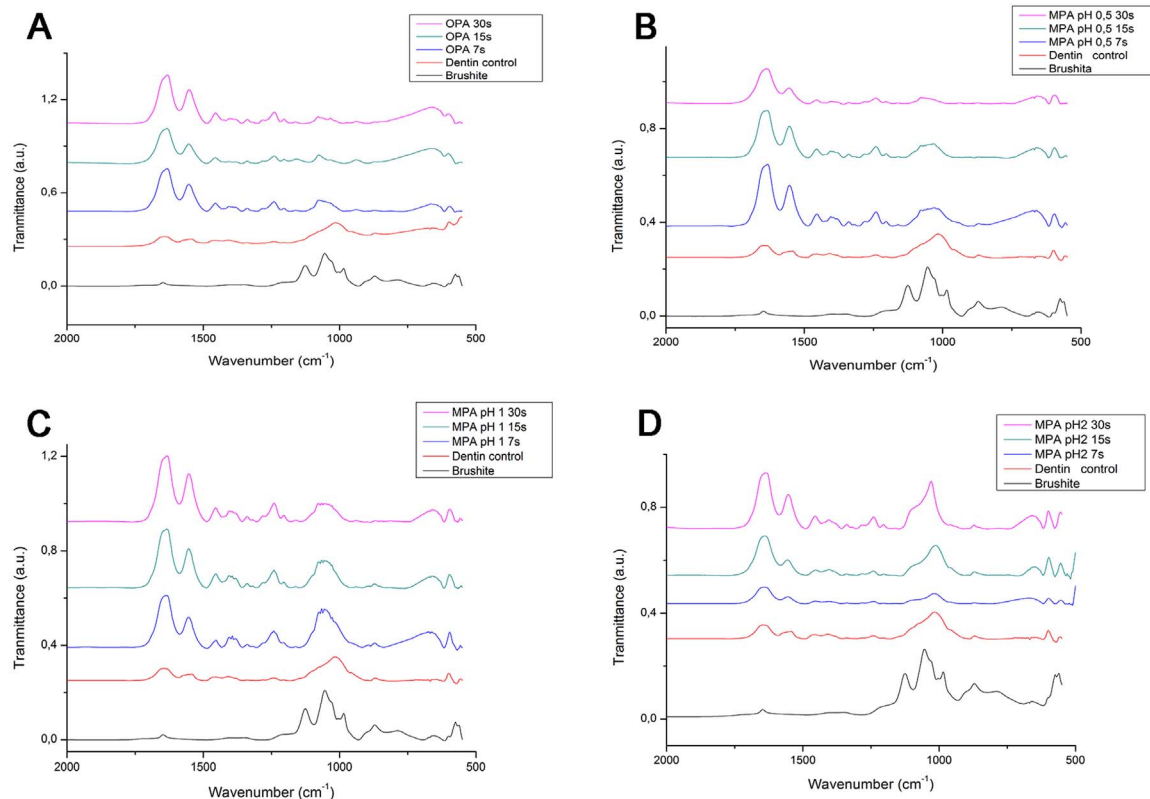 A
OPA 30s
OPA 15s
OPA 7s
Dentin control
Brushite
1,2
0,6
0,0
Tranmittance (a.u.)
2000
1500
1000
500
Wavenumber (cm⁻¹)
B
MPA pH 0,5 30s
MPA pH 0,5 15s
MPA pH 0,5 7s
Dentin control
Brushita
0,8
0,4
0,0
Tranmittance (a.u.)
2000
1500
1000
500
Wavenumber (cm⁻¹)
C
MPA pH 1 30s
MPA pH 1 15s
MPA pH 1 7s
Dentin control
Brushite
1,2
0,8
0,4
0,0
Tranmittance (a.u.)
2000
1500
1000
500
Wavenumber (cm⁻¹)
D
MPA pH2 30s
MPA pH2 15s
MPA pH2 7s
Dentin control
Brushite
0,8
0,4
0,0
Tranmittance (a.u.)
2000
1500
1000
500
Wavenumber (cm⁻¹)